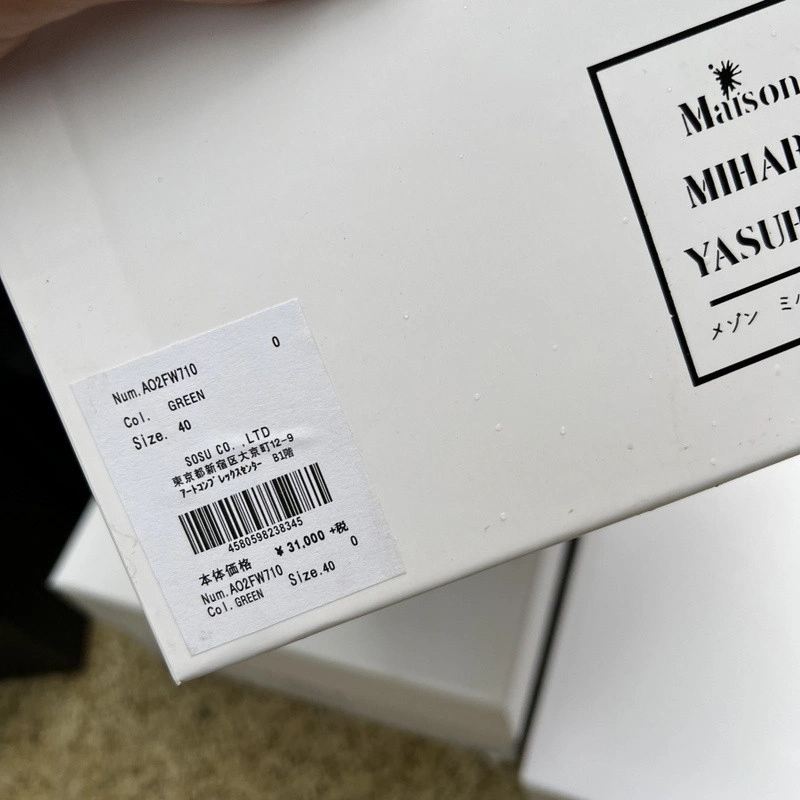 Maison
MIHAR
YASUH
メゾン ミハ
0
Num.AO2FW710
Col. GREEN
Size. 40
SOSU CO.,LTD
東京都新宿区大京町12-9
アートコンプレックスセンター B1階
4580598238345
¥31,000 +税
本体価格
0
Num.AO2FW710 Size.40
Col.GREEN